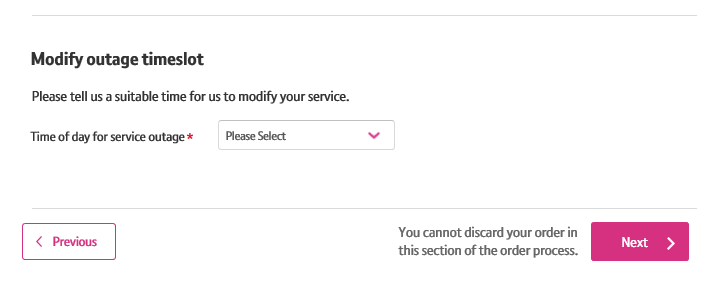 Modify outage timeslot
Please tell us a suitable time for us to modify your service.
Time of day for service outage *
Please Select
Previous
You cannot discard your order in
this section of the order process.
Next